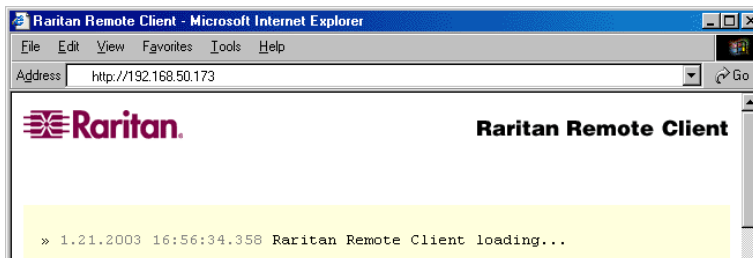 Raritan Remote Client - Microsoft Internet Explorer
File Edit View Favorites Tools Help
Address http://192.168.50.173 Go
Raritan.
Raritan Remote Client
» 1.21.2003 16:56:34.358 Raritan Remote Client loading...